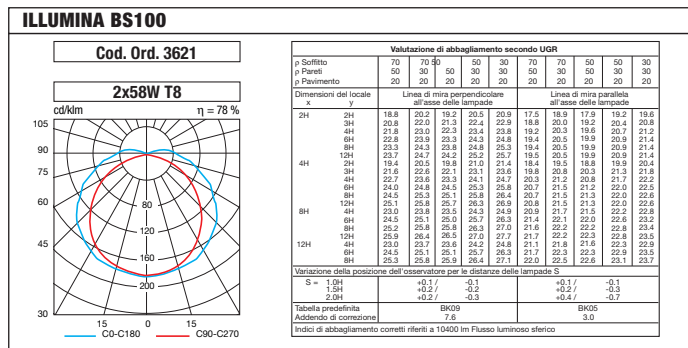 ILLUMINA BS100
Cod. Ord. 3621
2x58W T8
cd/klm η = 78 %
105
90
75
60
45
30
80
120
160
200
15 0 15 30
C0-C180 C90-C270
Valutazione di abbagliamento secondo UGR
ρ Soffitto 70 70 50 50 30 70 70 50 50 30
ρ Pareti 50 30 50 30 30 50 30 50 30 30
ρ Pavimento 20 20 20 20 20 20 20 20 20 20
Dimensioni del locale Linea di mira perpendicolare Linea di mira parallela
x y all'asse delle lampade all'asse delle lampade
2H 2H 18.8 20.2 19.2 20.5 20.9 17.5 18.9 17.9 19.2 19.6
3H 20.8 22.0 21.3 22.4 22.9 18.8 20.0 19.2 20.4 20.8
4H 21.8 23.0 22.3 23.4 23.8 19.2 20.3 19.6 20.7 21.2
6H 22.8 23.9 23.3 24.3 24.8 19.4 20.5 19.9 20.9 21.4
8H 23.3 24.3 23.8 24.8 25.3 19.4 20.5 19.9 20.9 21.4
12H 23.7 24.7 24.2 25.2 25.7 19.5 20.5 19.9 20.9 21.4
4H 2H 19.4 20.5 19.8 21.0 21.4 18.4 19.5 18.8 19.9 20.4
3H 21.6 22.6 22.1 23.1 23.6 19.8 20.8 20.3 21.3 21.8
4H 22.7 23.6 23.3 24.1 24.7 20.3 21.2 20.8 21.7 22.2
6H 24.0 24.8 24.5 25.3 25.8 20.7 21.5 21.2 22.0 22.5
8H 24.5 25.3 25.1 25.8 26.4 20.7 21.5 21.3 22.0 22.6
12H 25.1 25.8 25.7 26.3 26.9 20.8 21.5 21.3 22.0 22.6
8H 4H 23.0 23.8 23.5 24.3 24.9 20.9 21.7 21.5 22.2 22.8
6H 24.5 25.1 25.0 25.7 26.3 21.4 22.1 22.0 22.6 23.2
8H 25.2 25.8 25.8 26.3 27.0 21.6 22.2 22.2 22.8 23.4
12H 25.9 26.4 26.5 27.0 27.7 21.7 22.2 22.3 22.8 23.5
12H 4H 23.0 23.7 23.6 24.2 24.8 21.1 21.8 21.6 22.3 22.9
6H 24.5 25.1 25.1 25.7 26.3 21.7 22.3 22.3 22.9 23.5
8H 25.3 25.8 25.9 26.4 27.1 22.0 22.5 22.6 23.1 23.7
Variazione della posizione dell'osservatore per le distanze delle lampade S
S = 1.0H +0.1 / -0.1 +0.1 / -0.1
1.5H +0.2 / -0.2 +0.2 / -0.3
2.0H +0.2 / -0.3 +0.4 / -0.7
Tabella predefinita BK09 BK05
Addendo di correzione 7.6 3.0
Indici di abbagliamento corretti riferiti a 10400 lm Flusso luminoso sferico